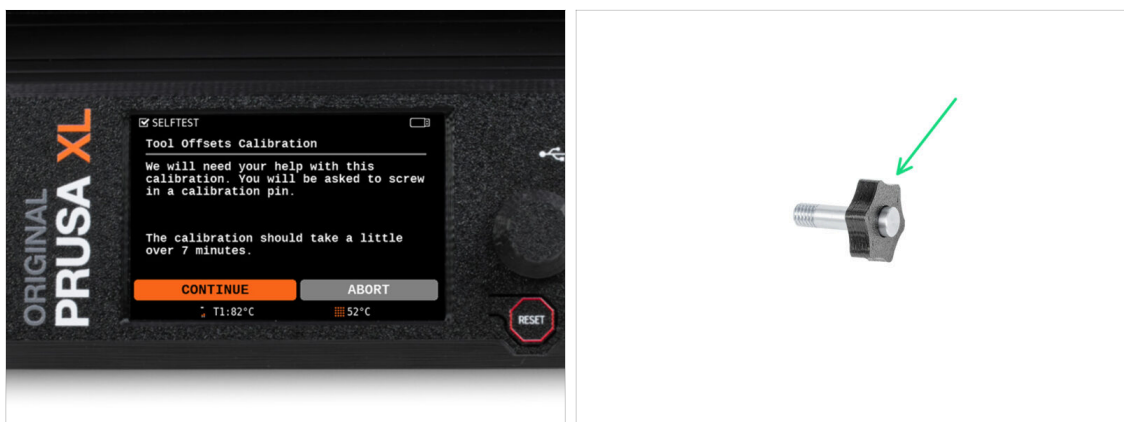 ORIGINAL
PRUSA XL
SELFTEST
Tool Offsets Calibration
We will need your help with this
calibration. You will be asked to screw
in a calibration pin.
The calibration should take a little
over 7 minutes.
CONTINUE
ABORT
T1:82°C
52°C
RESET